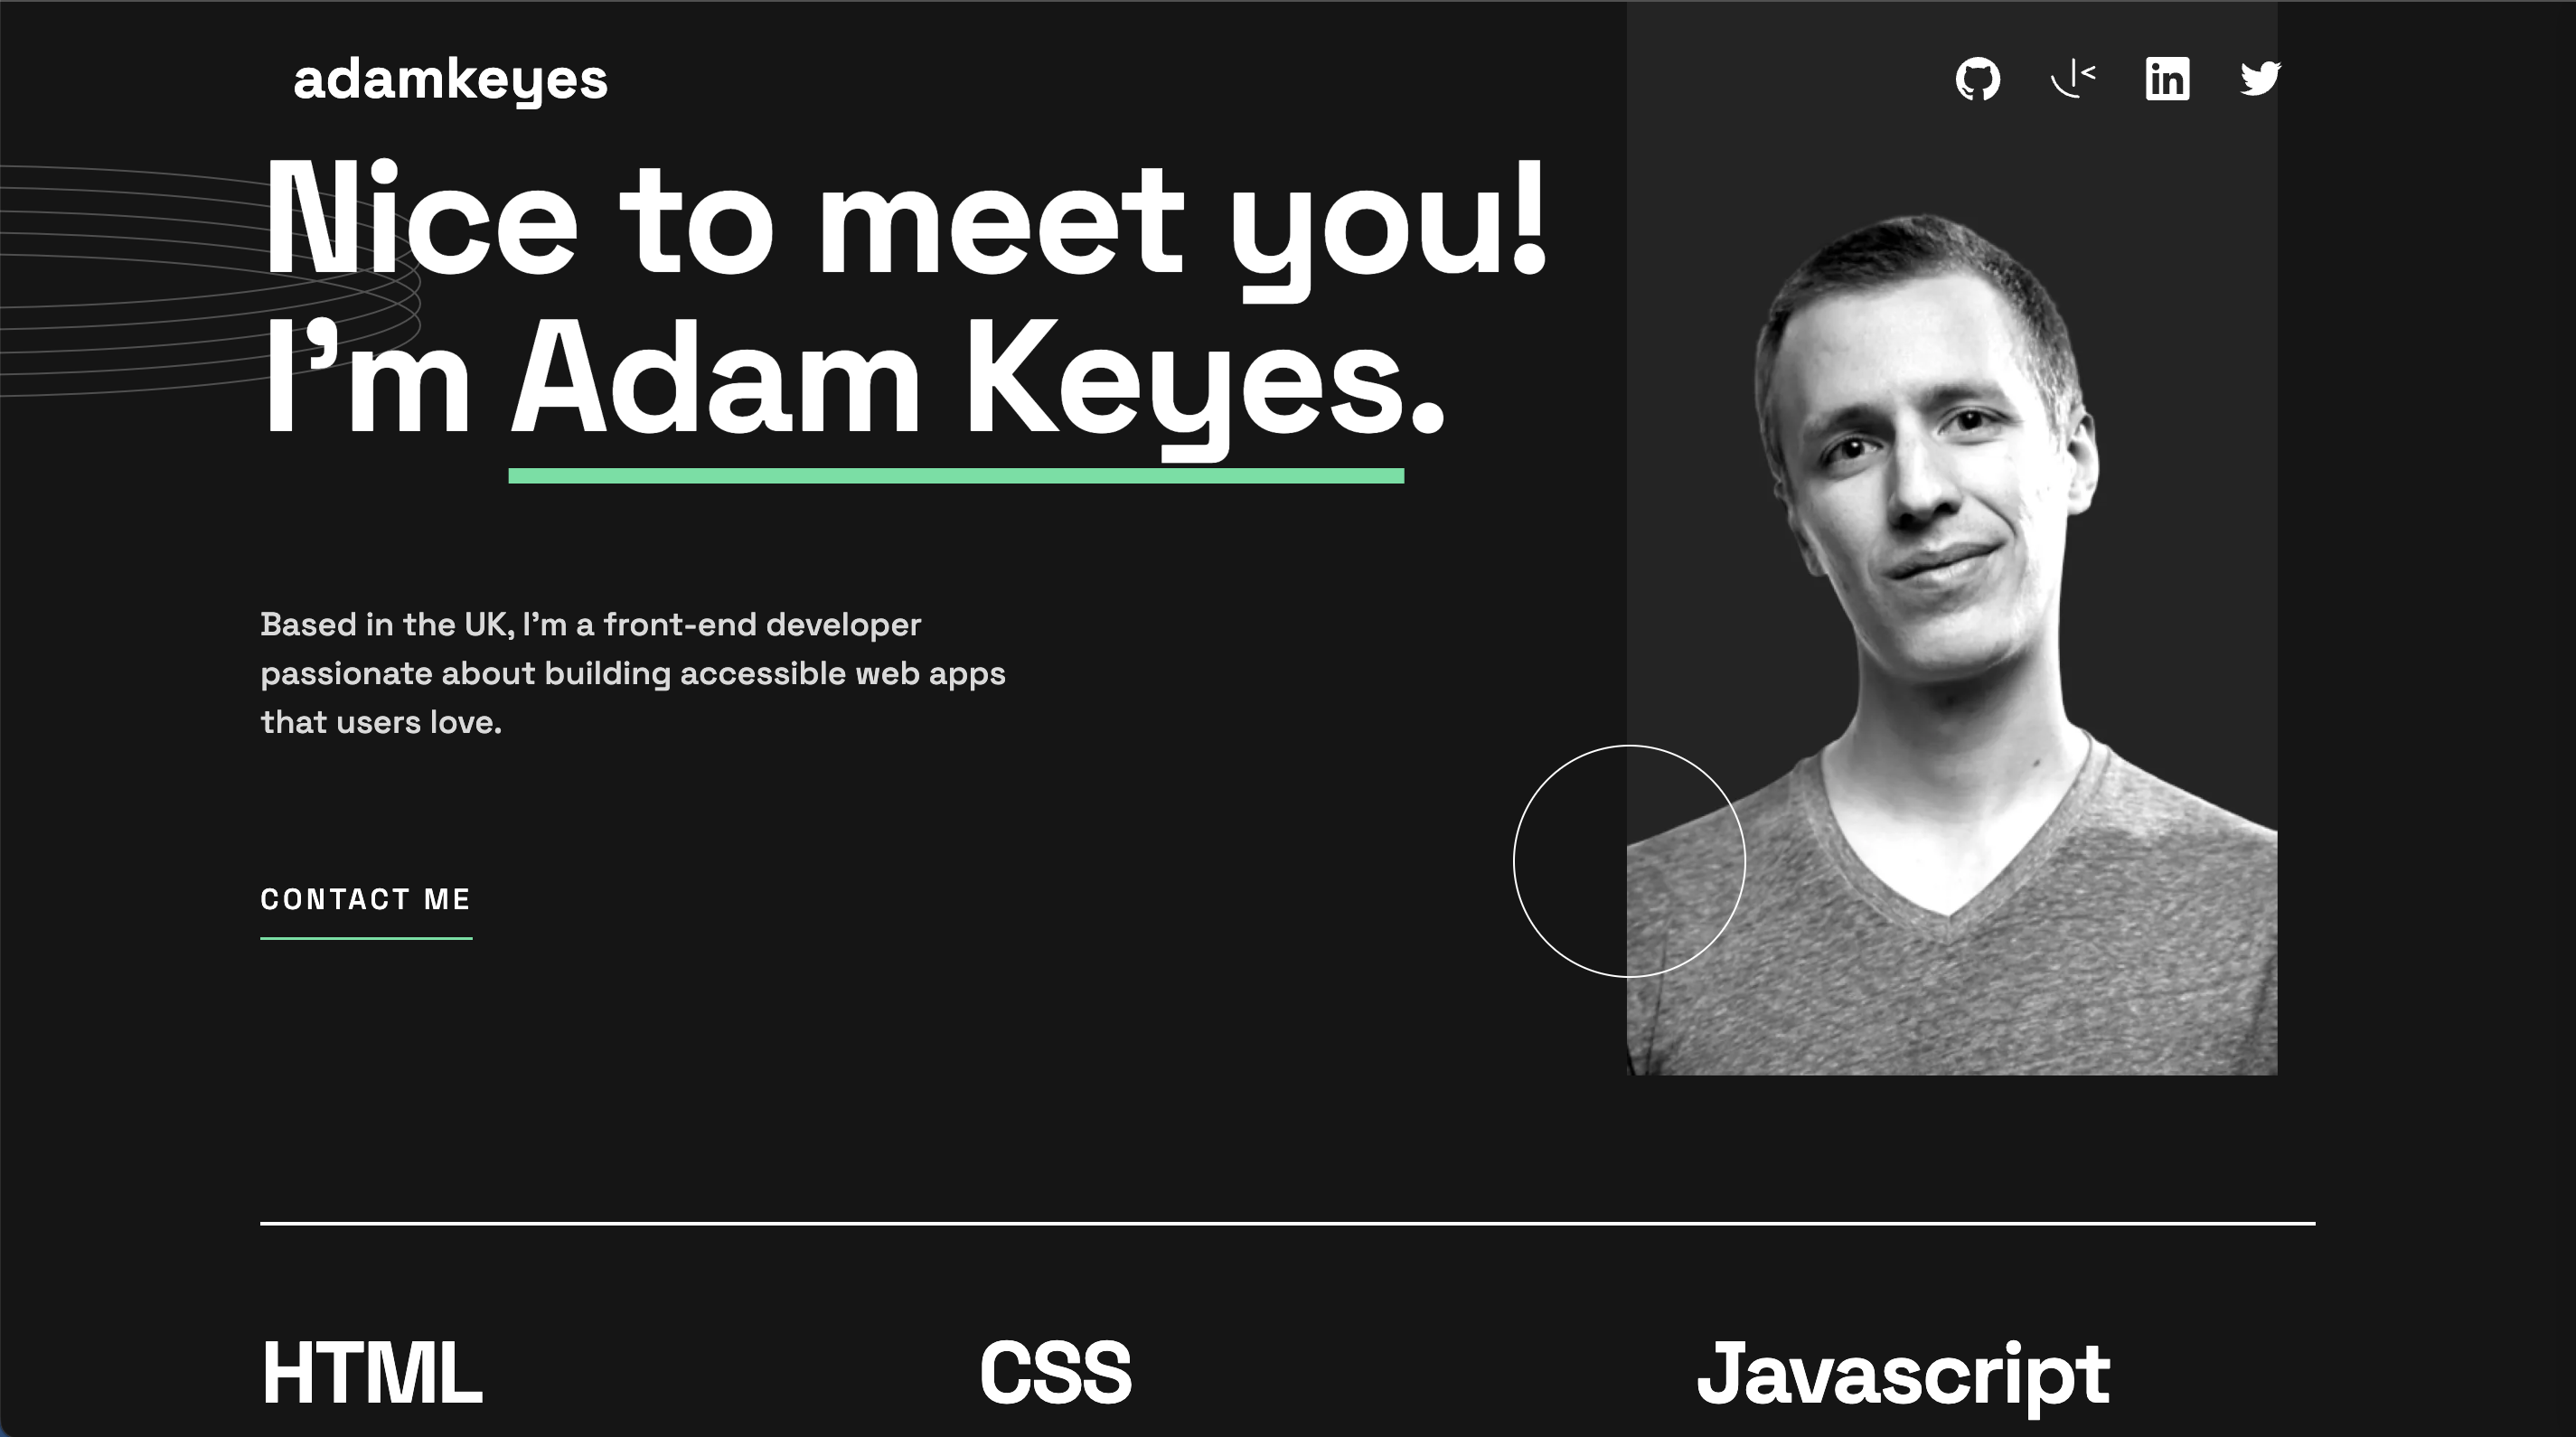 adamkeyes
in
Nice to meet you!
I’m Adam Keyes.
Based in the UK, I’m a front-end developer
passionate about building accessible web apps
that users love.
CONTACT ME
HTML
CSS
Javascript